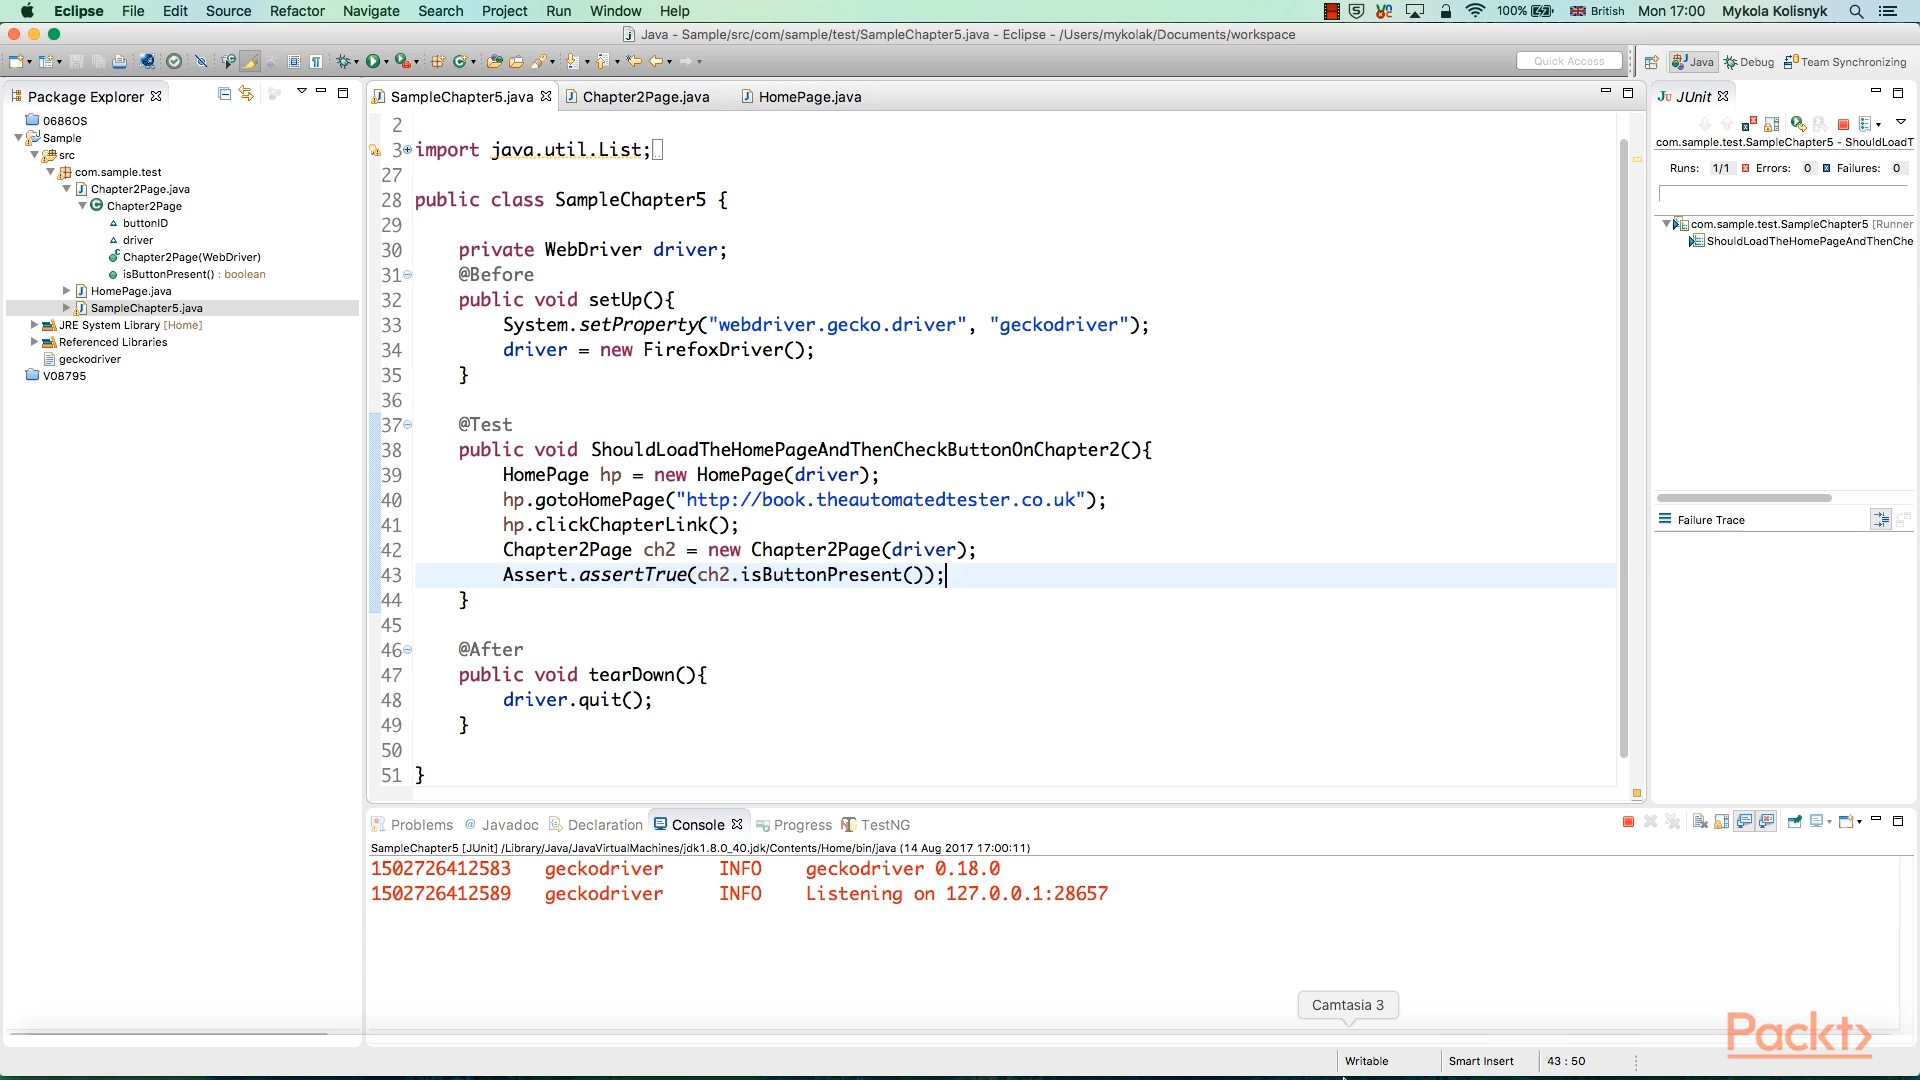 Eclipse File Edit Source Refactor Navigate Search Project Run Window Help 100% British Mon 17:00 Mykola Kolisnyk
Java - Sample/src/com/sample/test/SampleChapter5.java - Eclipse - /Users/mykolak/Documents/workspace
Quick Access Java Debug Team Synchronizing
Package Explorer
0686OS
Sample
src
com.sample.test
Chapter2Page.java
Chapter2Page
buttonID
driver
Chapter2Page(WebDriver)
isButtonPresent() : boolean
HomePage.java
SampleChapter5.java
JRE System Library [Home]
Referenced Libraries
geckodriver
V08795
SampleChapter5.java Chapter2Page.java HomePage.java
2
3 import java.util.List;
27
28 public class SampleChapter5 {
29
30 private WebDriver driver;
31 @Before
32 public void setUp(){
33 System.setProperty("webdriver.gecko.driver", "geckodriver");
34 driver = new FirefoxDriver();
35 }
36
37 @Test
38 public void ShouldLoadTheHomePageAndThenCheckButtonOnChapter2(){
39 HomePage hp = new HomePage(driver);
40 hp.gotoHomePage("http://book.theautomatedtester.co.uk");
41 hp.clickChapterLink();
42 Chapter2Page ch2 = new Chapter2Page(driver);
43 Assert.assertTrue(ch2.isButtonPresent());
44 }
45
46 @After
47 public void tearDown(){
48 driver.quit();
49 }
50
51 }
JUnit
com.sample.test.SampleChapter5 - ShouldLoadT
Runs: 1/1 Errors: 0 Failures: 0
com.sample.test.SampleChapter5 [Runner
ShouldLoadTheHomePageAndThenChe
Failure Trace
Problems Javadoc Declaration Console Progress TestNG
SampleChapter5 [JUnit] /Library/Java/JavaVirtualMachines/jdk1.8.0_40.jdk/Contents/Home/bin/java (14 Aug 2017 17:00:11)
1502726412583 geckodriver INFO geckodriver 0.18.0
1502726412589 geckodriver INFO Listening on 127.0.0.1:28657
Camtasia 3
Packt
Writable Smart Insert 43 : 50